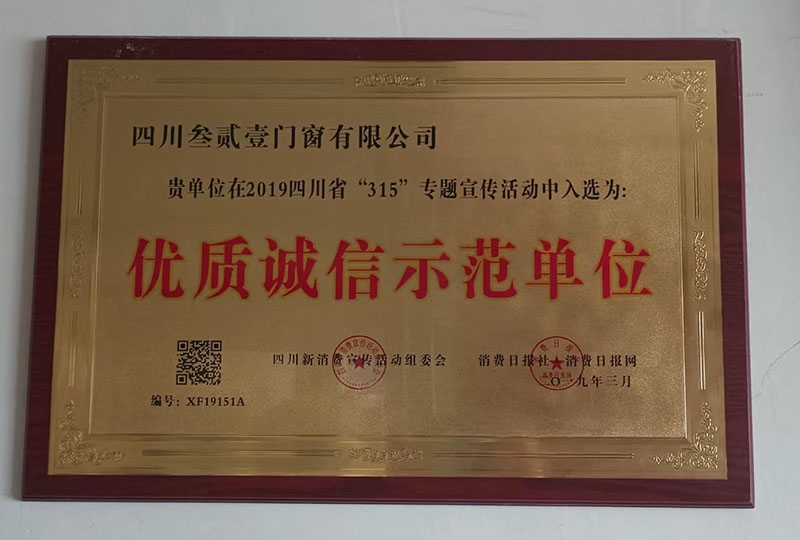 四川叁贰壹门窗有限公司
贵单位在2019四川省“315”专题宣传活动中入选为:
优质诚信示范单位
四川新消费宣传活动组委会 消费日报社 消费日报网
二〇一九年三月
编号: XF19151A